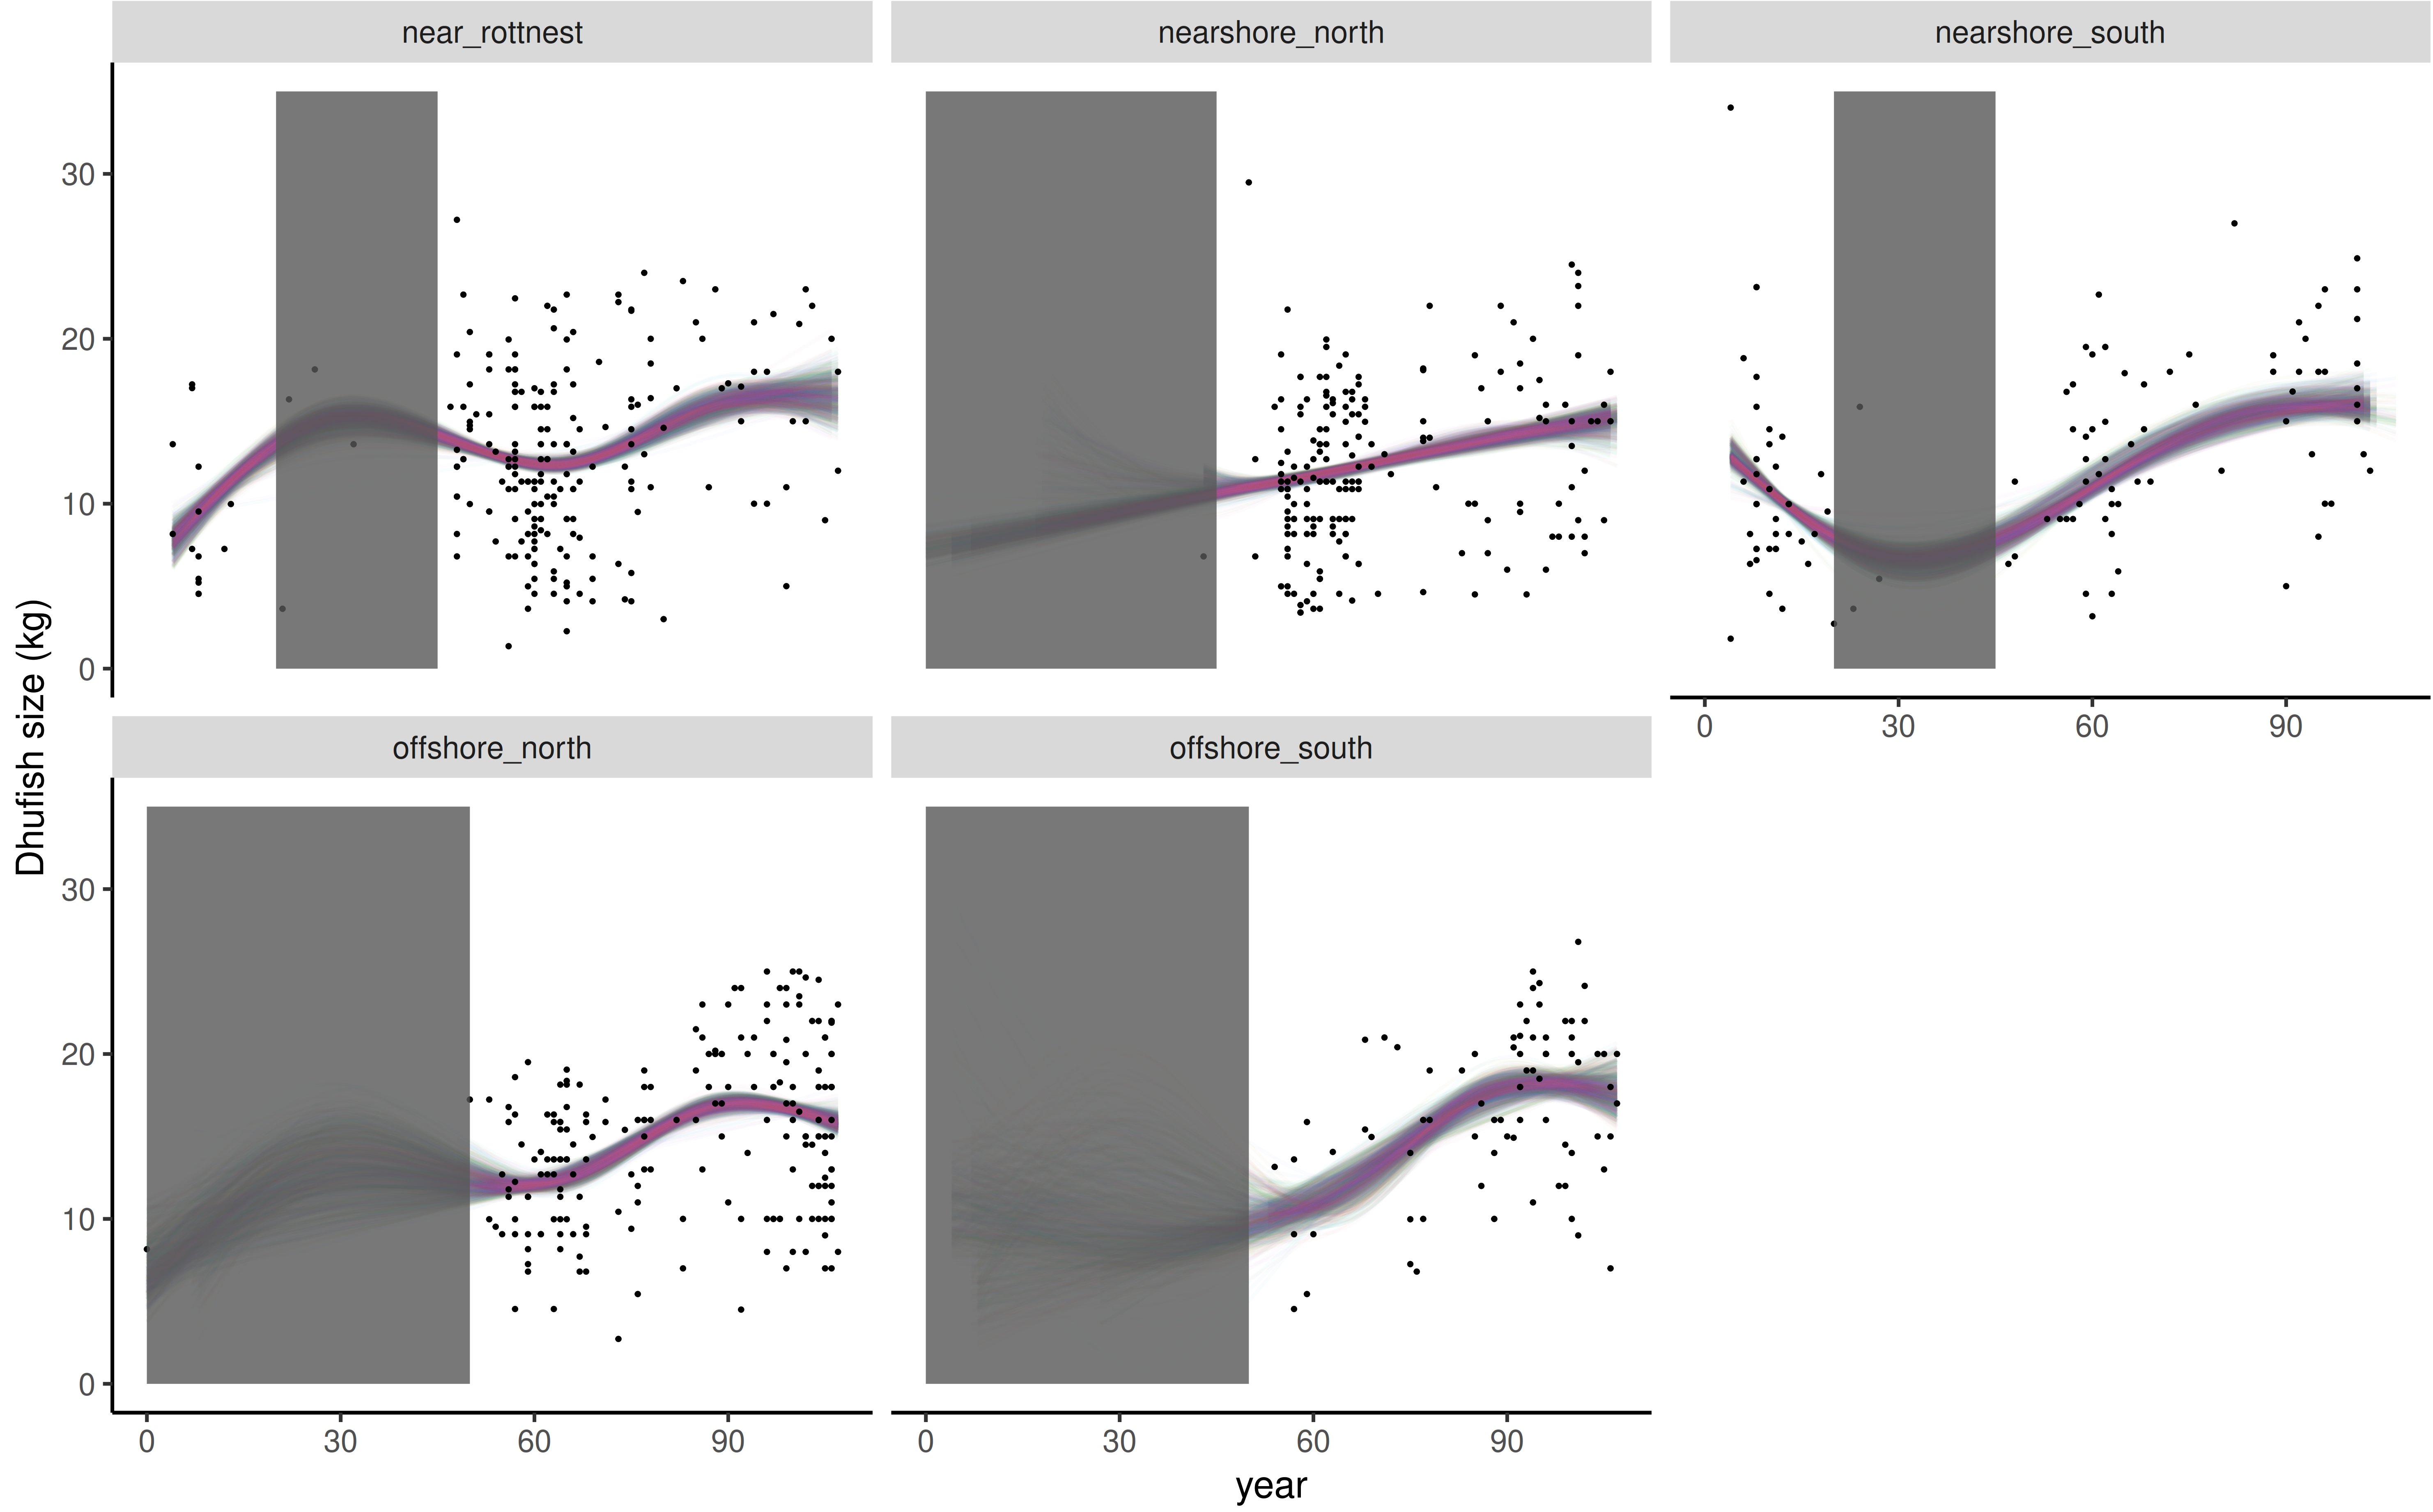 near_rottnest
nearshore_north
nearshore_south
30
20
10
0
0 30 60 90
offshore_north
offshore_south
30
20
10
0
0 30 60 90
0 30 60 90
Dhufish size (kg)
year